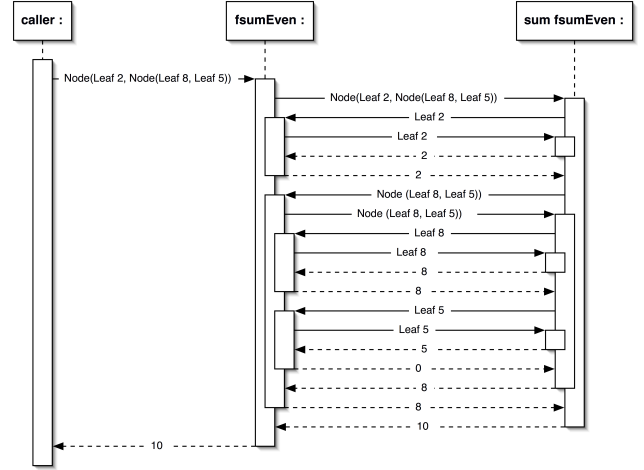 caller :
fsumEven :
sum fsumEven :
Node(Leaf 2, Node(Leaf 8, Leaf 5))
Node(Leaf 2, Node(Leaf 8, Leaf 5))
Leaf 2
Leaf 2
2
2
Node (Leaf 8, Leaf 5))
Node (Leaf 8, Leaf 5))
Leaf 8
Leaf 8
8
8
Leaf 5
Leaf 5
5
0
8
8
10
10